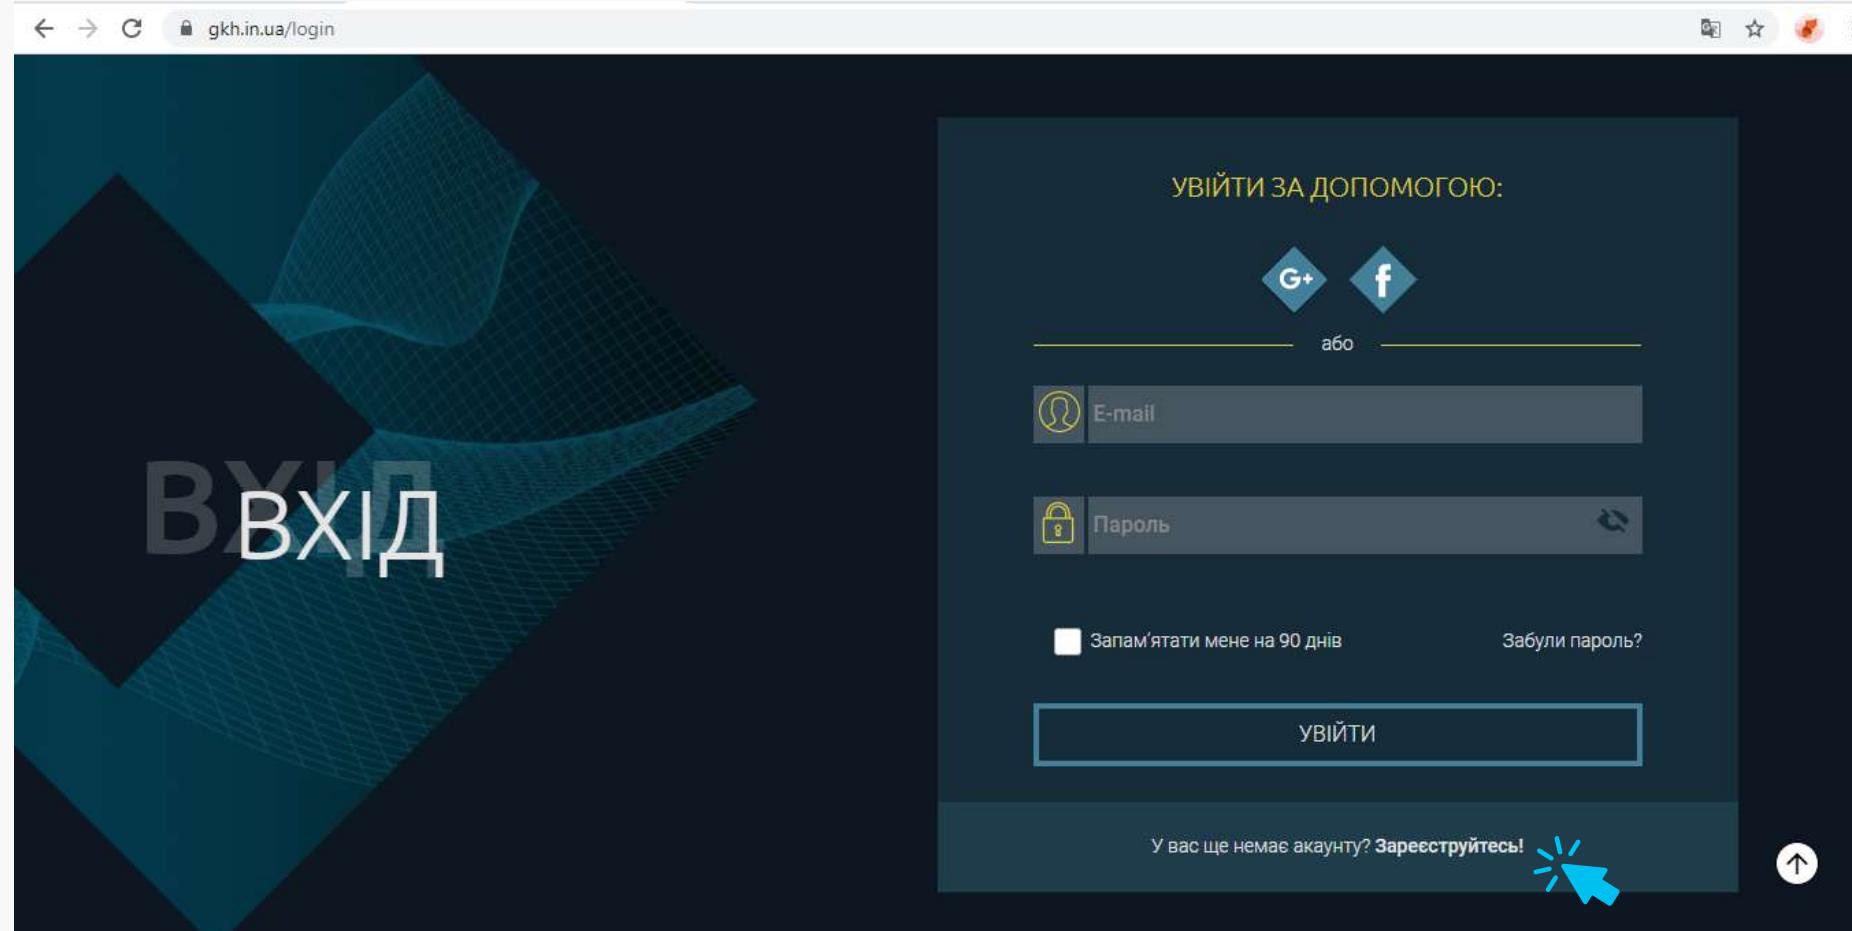 gkh.in.ua/login
УВІЙТИ ЗА ДОПОМОГОЮ:
G+ f
або
E-mail
ВХІД
ВХІД
Пароль
Запам'ятати мене на 90 днів Забули пароль?
УВІЙТИ
У вас ще немає акаунту? Зареєструйтесь!